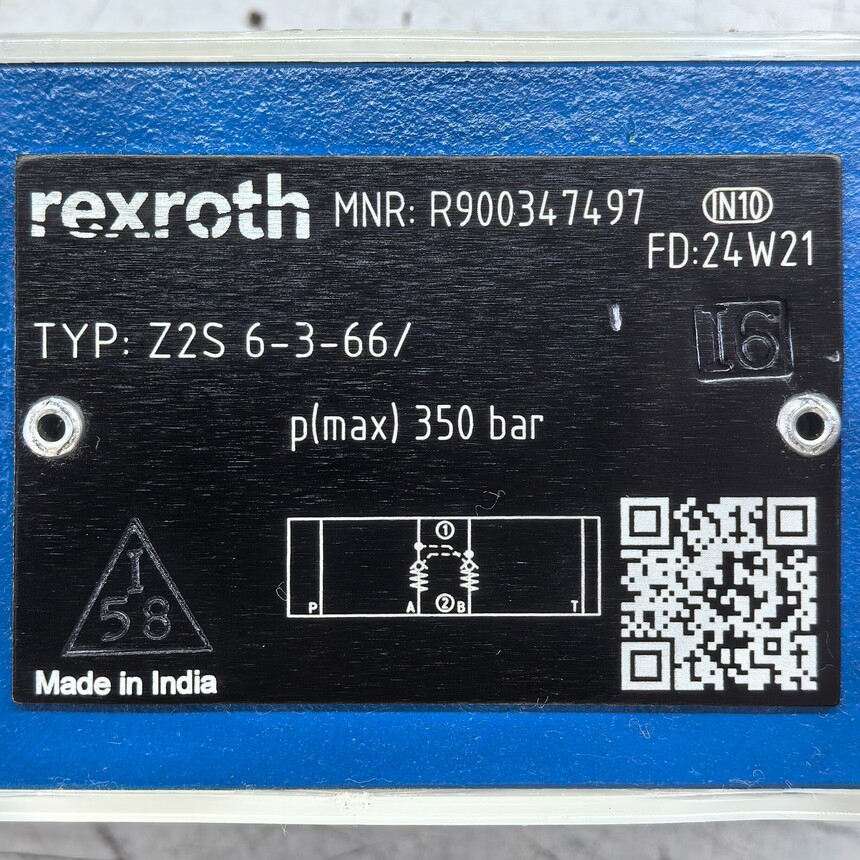 rexroth MNR: R900347497 IN10
FD:24W21
TYP: Z2S 6-3-66/
16
p(max) 350 bar
1
P A 2 B T
I
58
Made in India